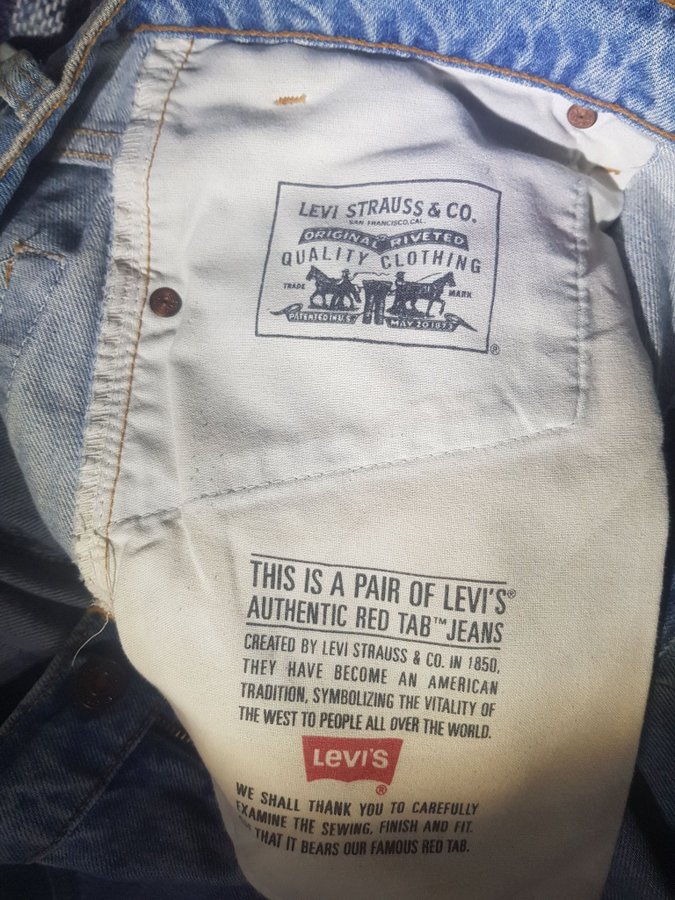 LEVI STRAUSS & CO.
SAN FRANCISCO, CAL.
ORIGINAL RIVETED
QUALITY CLOTHING
TRADE MARK
PATENTED IN U.S. MAY 20 1873
®
THIS IS A PAIR OF LEVI'S®
AUTHENTIC RED TAB™ JEANS
CREATED BY LEVI STRAUSS & CO. IN 1850,
THEY HAVE BECOME AN AMERICAN
TRADITION, SYMBOLIZING THE VITALITY OF
THE WEST TO PEOPLE ALL OVER THE WORLD.
LEVI'S
®
WE SHALL THANK YOU TO CAREFULLY
EXAMINE THE SEWING, FINISH AND FIT.
THAT IT BEARS OUR FAMOUS RED TAB.